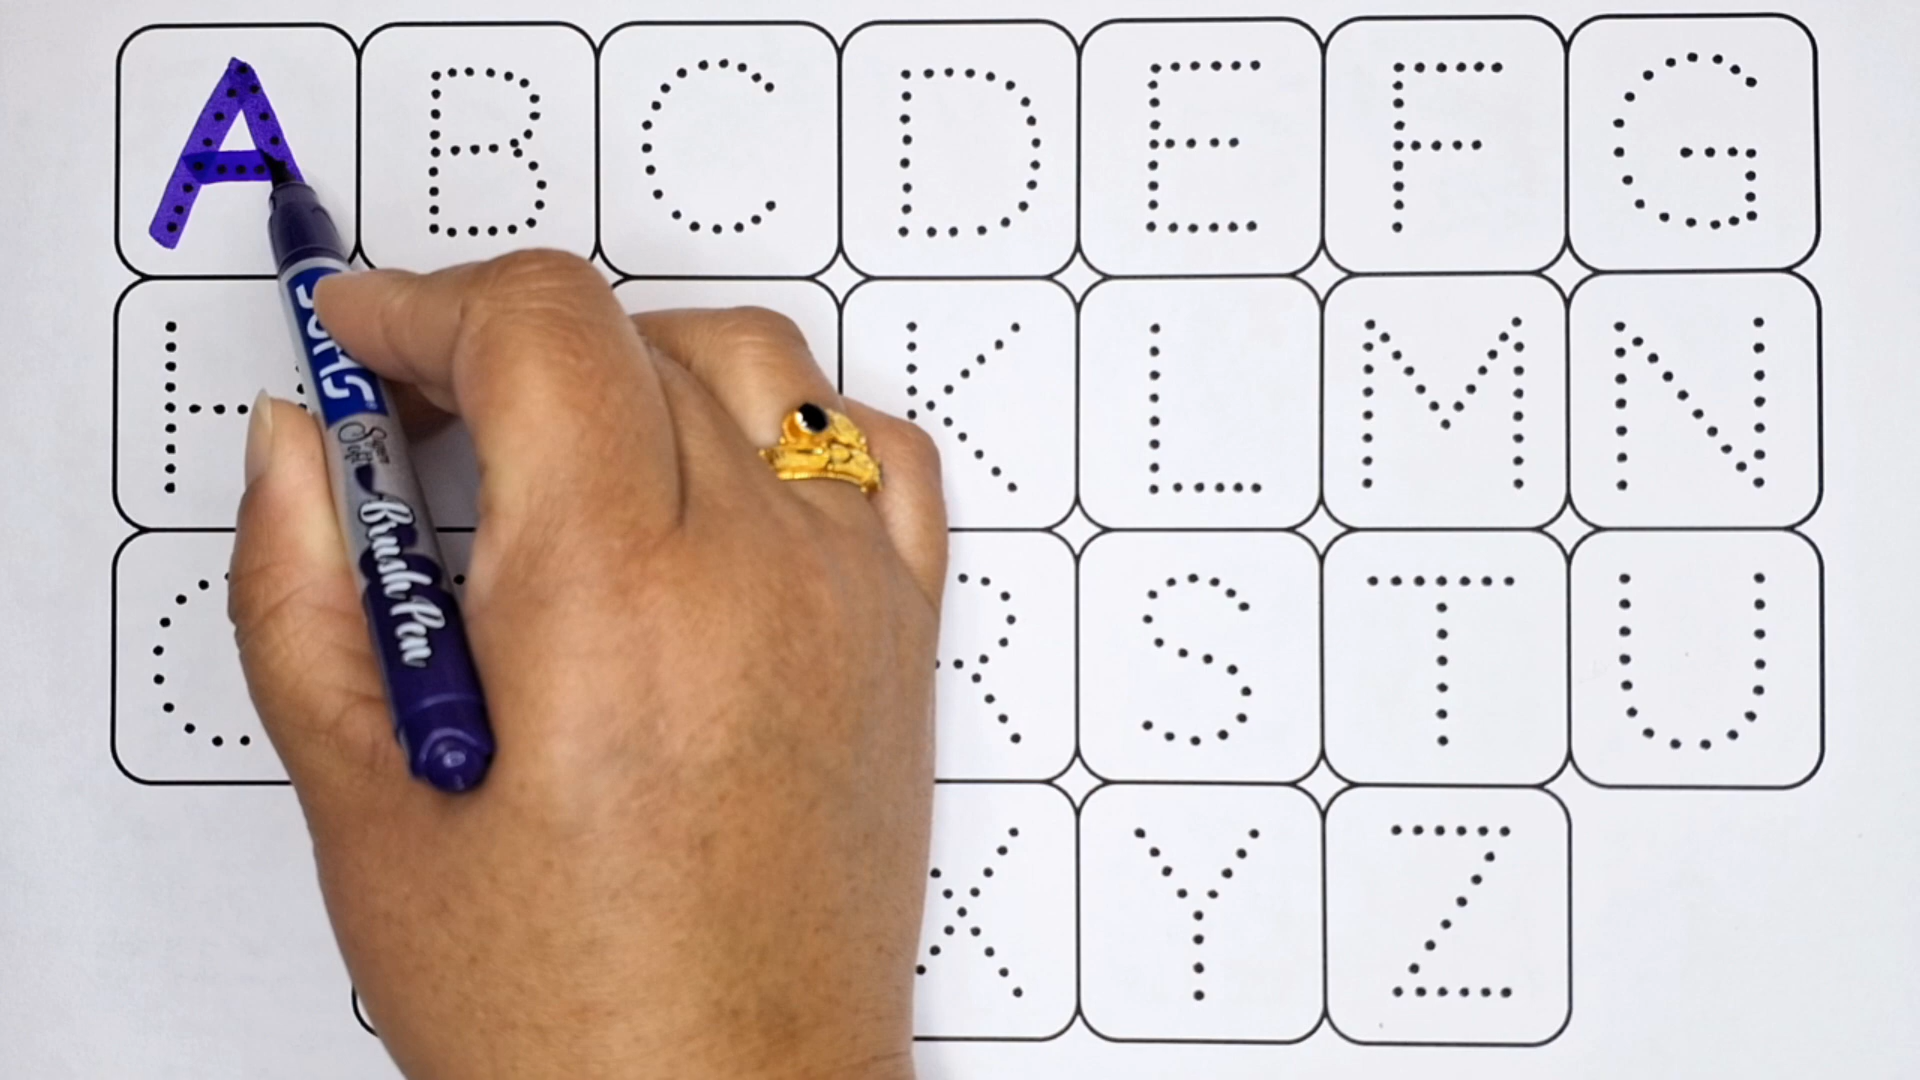 A B C D E F G
H K L M N
R S T U
X Y Z
Brush Pen